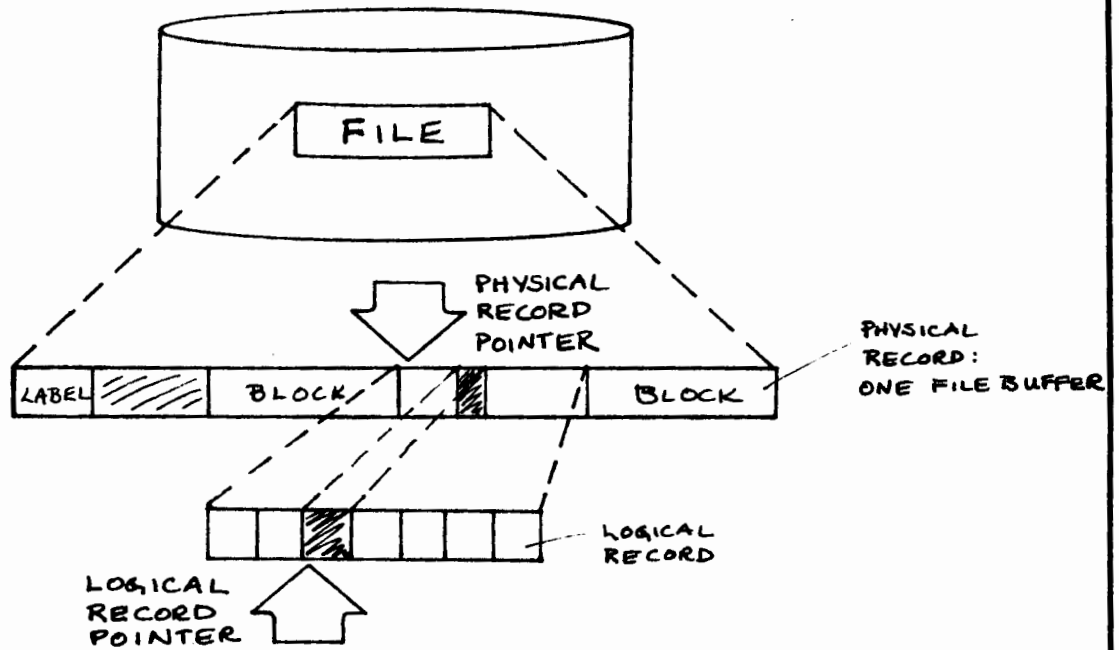 FILE
PHYSICAL
RECORD
POINTER
PHYSICAL
RECORD:
ONE FILE BUFFER
LABEL
BLOCK
BLOCK
LOGICAL
RECORD
LOGICAL
RECORD
POINTER